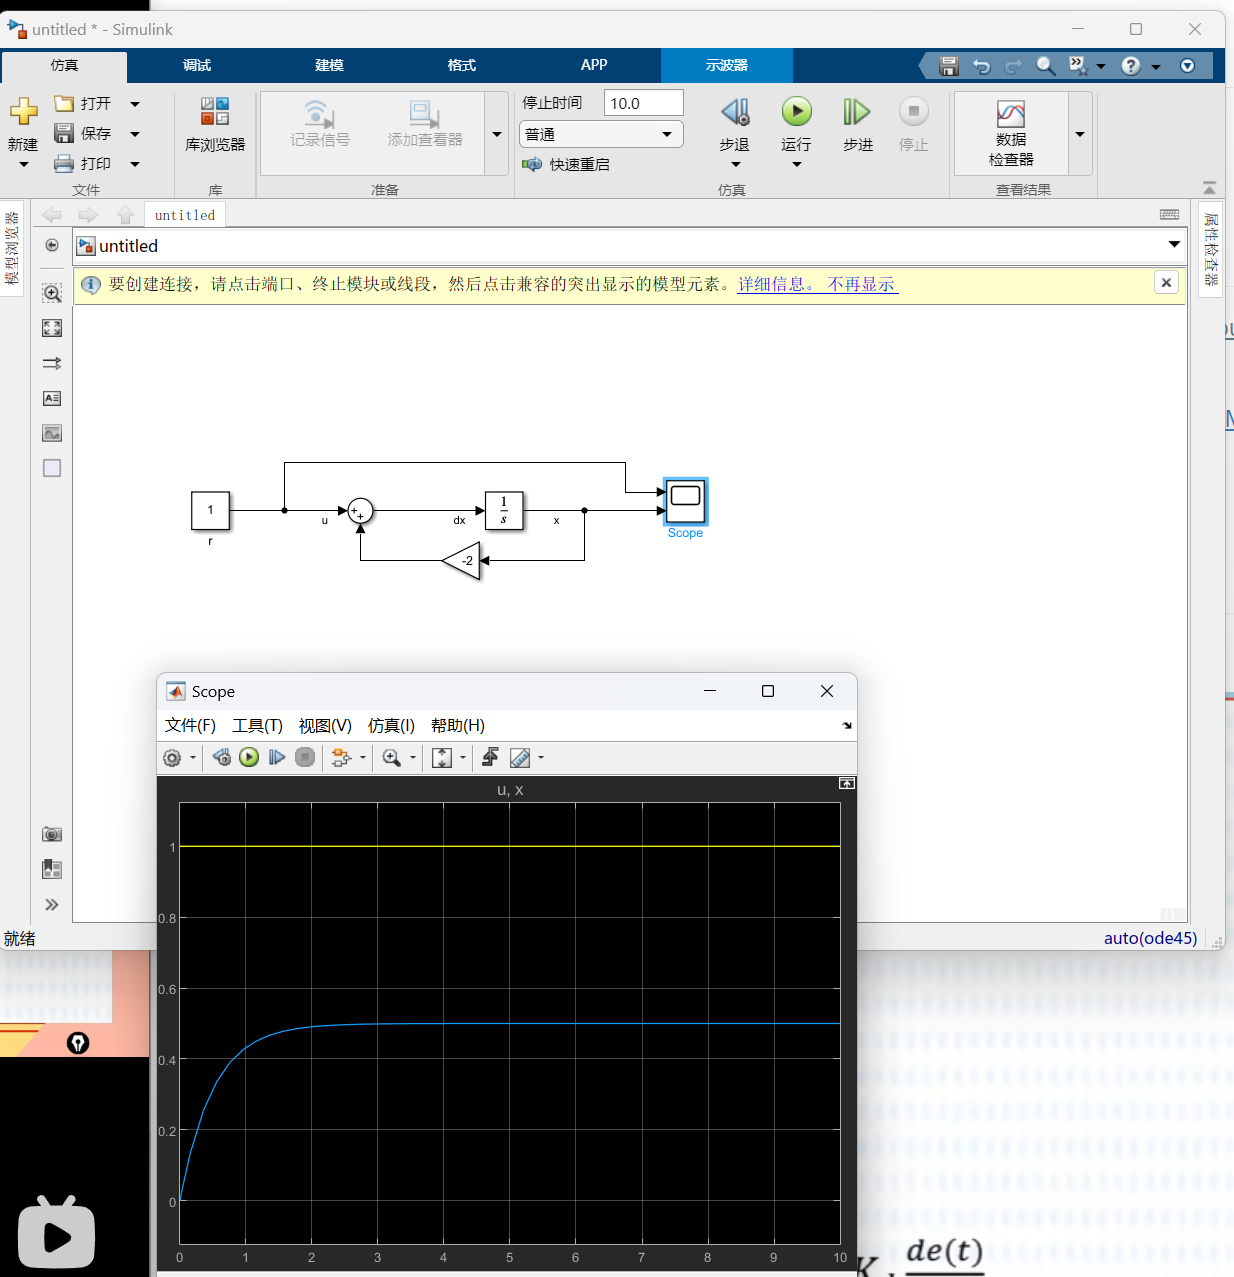 untitled * - Simulink
仿真 调试 建模 格式 APP 示波器
新建
打开
保存
打印
文件
库浏览器
库
记录信号
添加查看器
准备
停止时间 10.0
普通
快速重启
步退
运行
步进
停止
仿真
数据
检查器
查看结果
模型浏览器
untitled
untitled
属性检查器
要创建连接，请点击端口、终止模块或线段，然后点击兼容的突出显示的模型元素。详细信息。 不再显示
1
r
u
+
+
dx
1
s
x
-2
Scope
Scope
文件(F) 工具(T) 视图(V) 仿真(I) 帮助(H)
u, x
1
0.8
0.6
0.4
0.2
0
0 1 2 3 4 5 6 7 8 9 10
就绪
auto(ode45)
de(t)